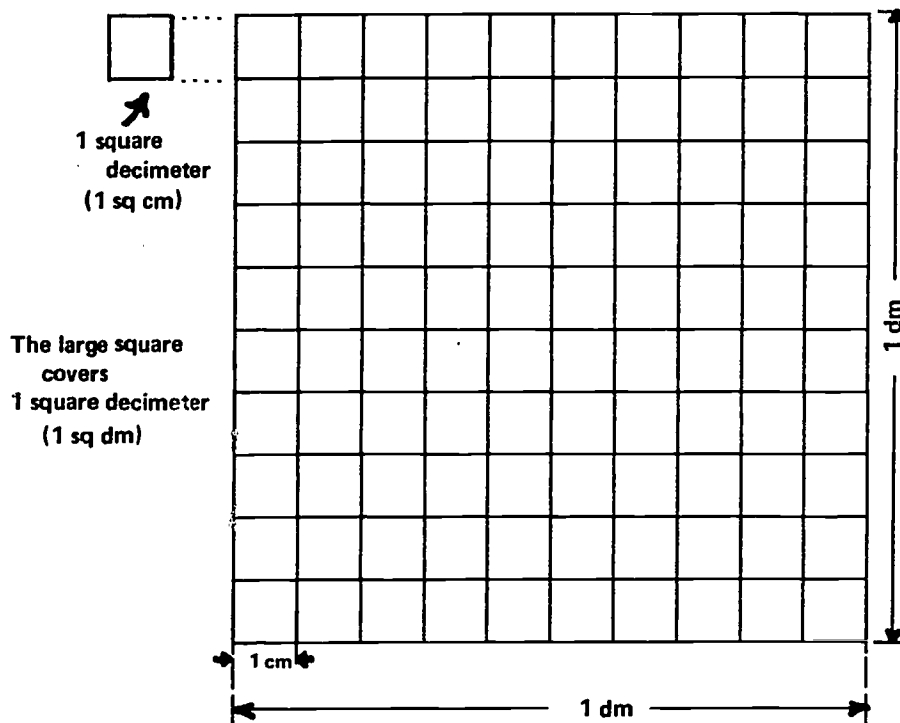 1 square
decimeter
(1 sq cm)
The large square
covers
1 square decimeter
(1 sq dm)
1 dm
1 cm
1 dm